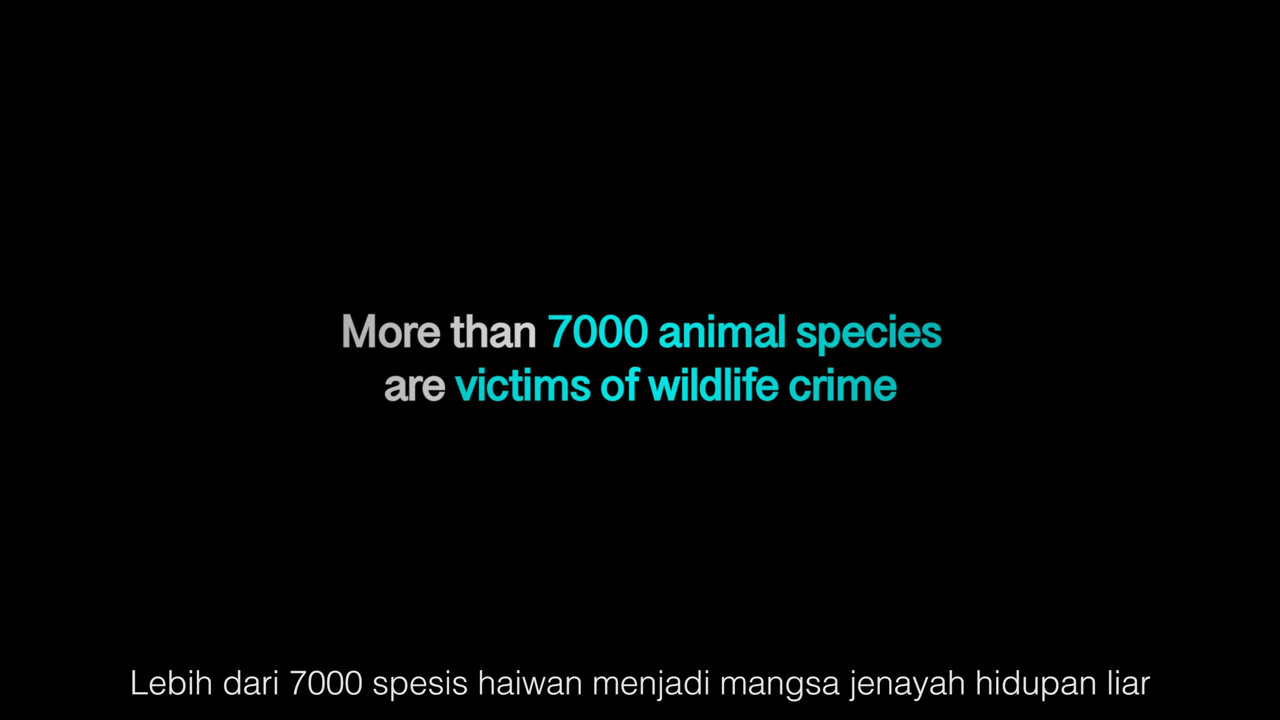 More than 7000 animal species
are victims of wildlife crime
Lebih dari 7000 spesis haiwan menjadi mangsa jenayah hidupan liar